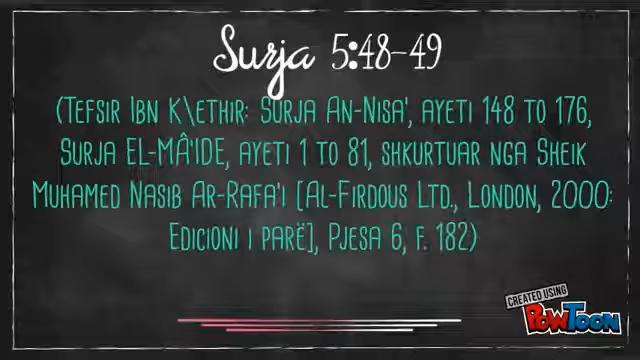 Surja 5:48-49
(Tefsir Ibn K\ethir: Surja An-Nisa', ayeti 148 to 176,
Surja EL-MÂ'IDE, ayeti 1 to 81, shkurtuar nga Sheik
Muhamed Nasib Ar-Rafa'i [Al-Firdous Ltd., London, 2000:
Edicioni i parë], Pjesa 6, f. 182)
CREATED USING
POWTOON